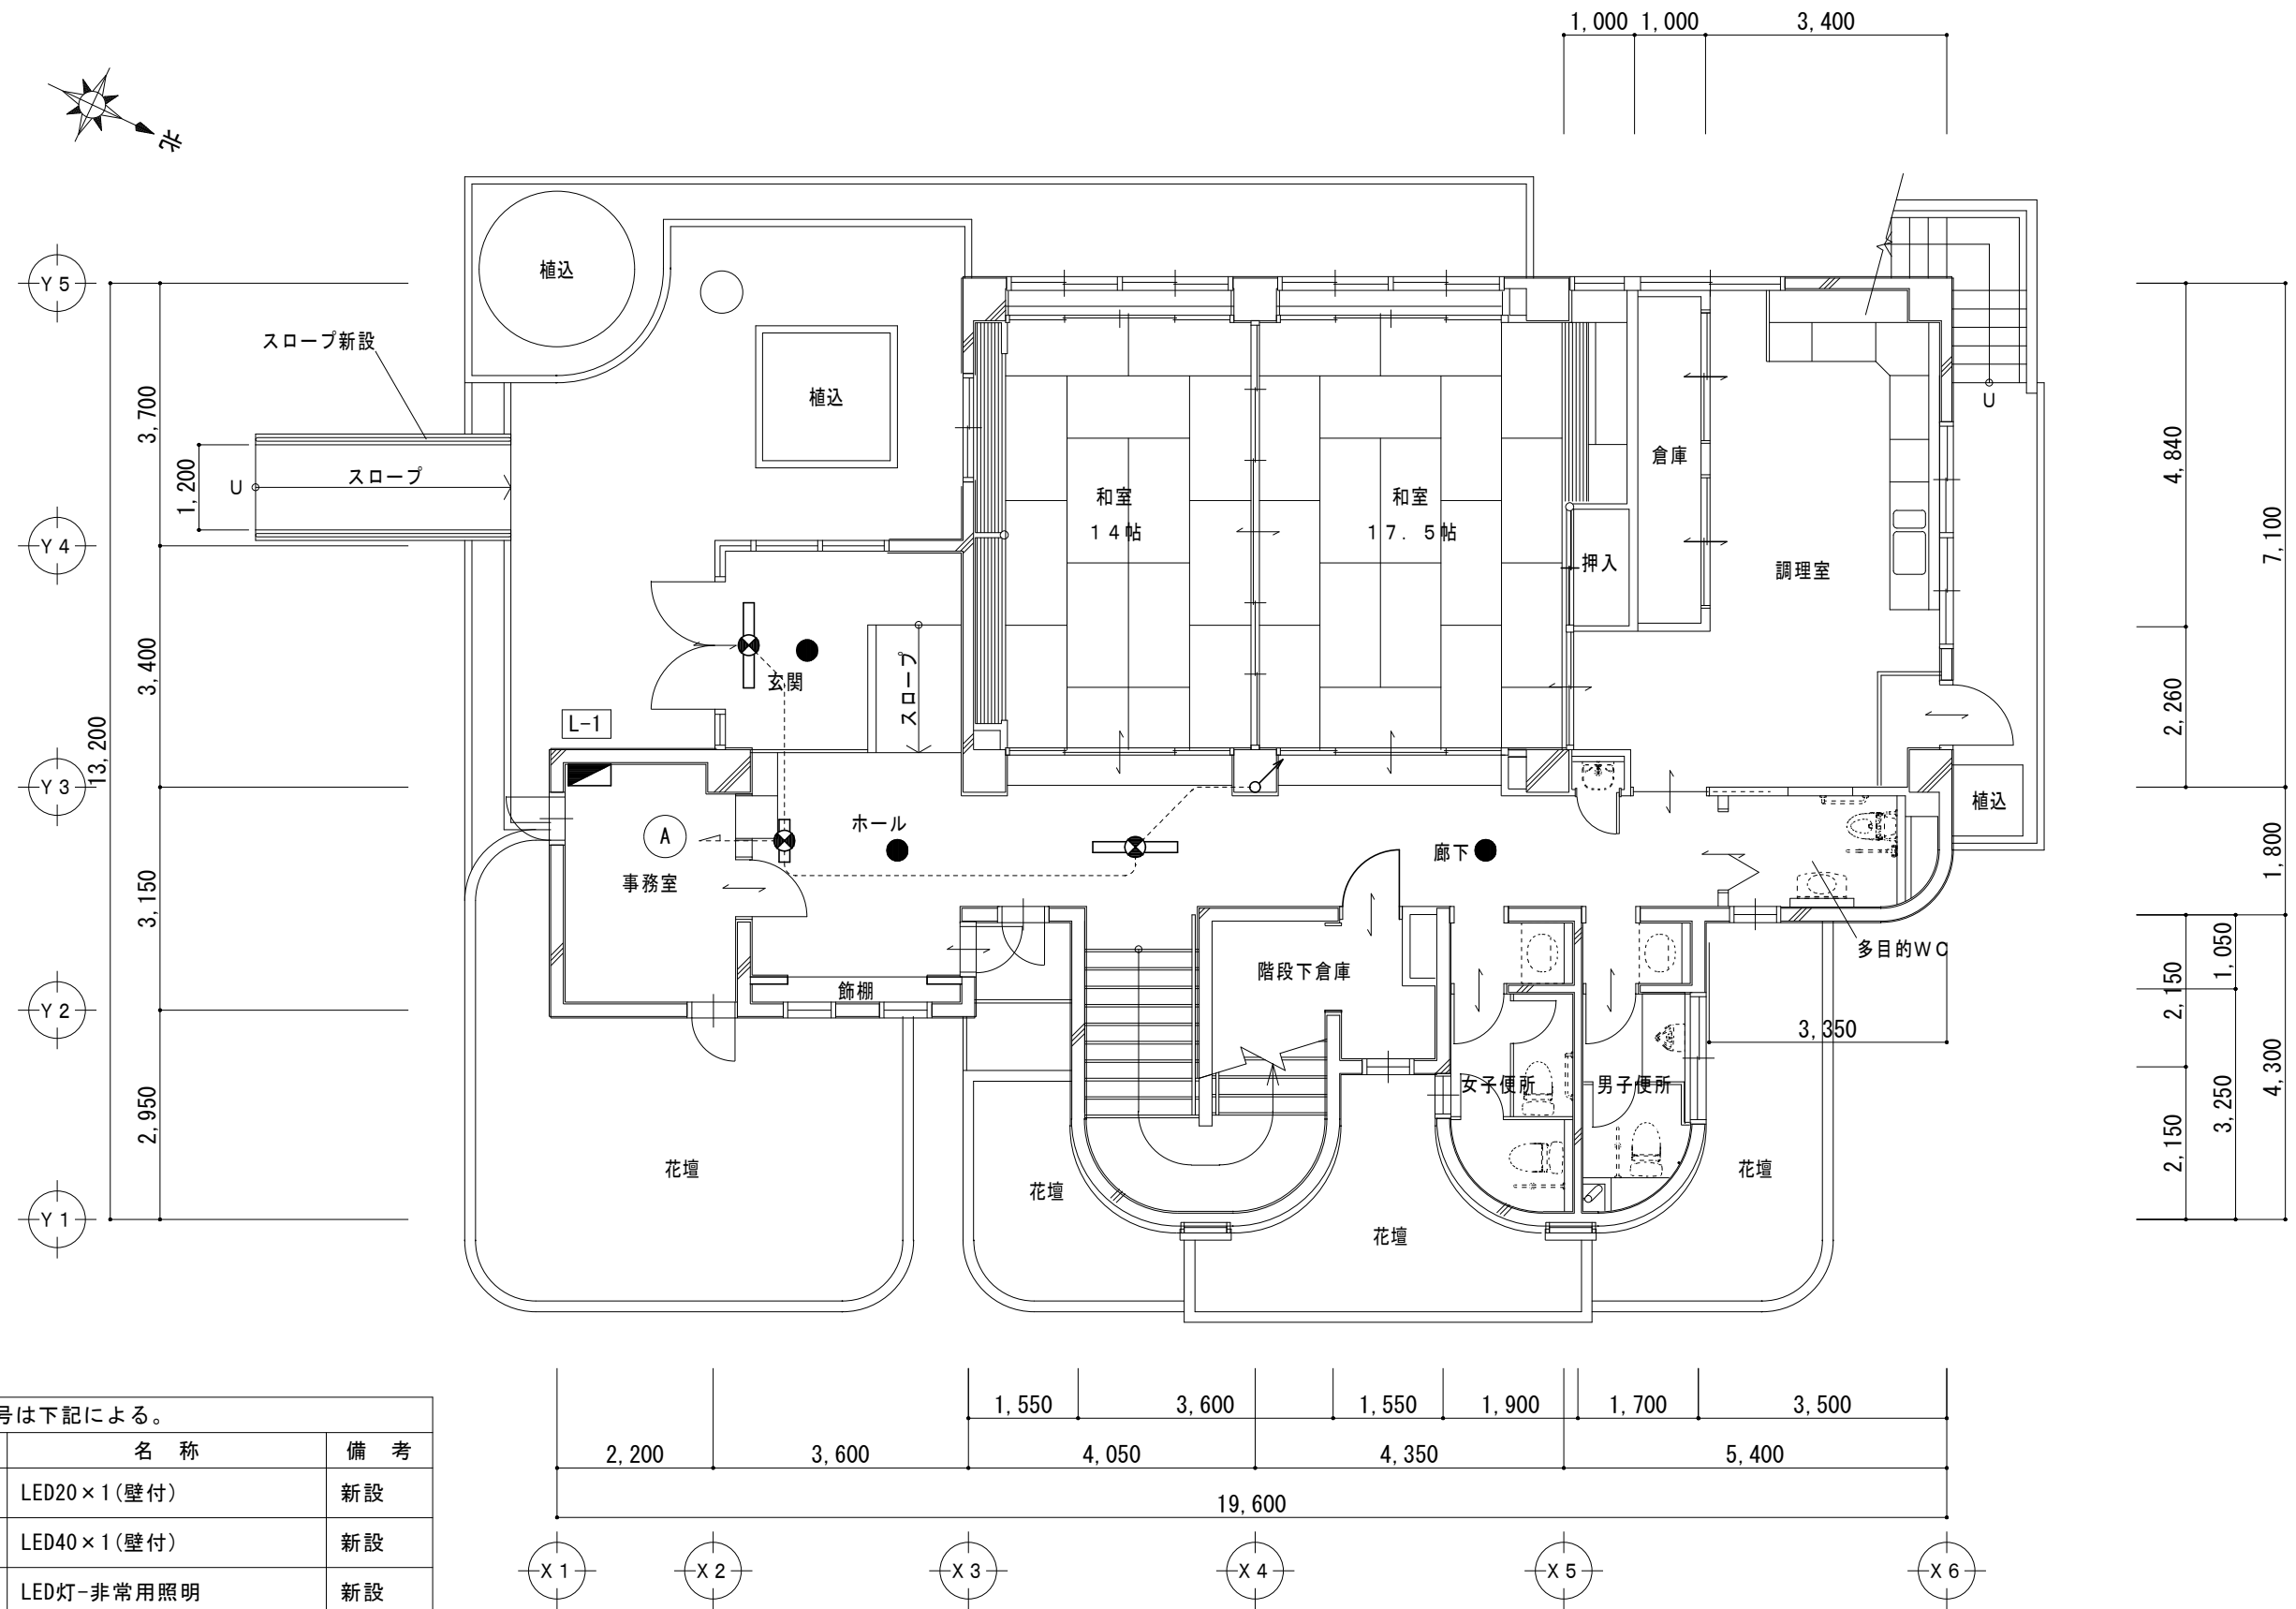 1,000 1,000 3,400
北
植込
Y5
スロープ新設
植込
3,700
1,200
U
スロープ
Y4
和室
14帖
和室
17.5帖
倉庫
押入
調理室
U
4,840
7,100
3,400
13,200
玄関
スロープ
L-1
2,260
Y3
植込
ホール
A
事務室
廊下
1,800
3,150
飾棚
階段下倉庫
多目的WC
Y2
3,350
2,150
1,050
女子便所
男子便所
2,950
4,300
3,250
2,150
花壇
花壇
花壇
花壇
Y1
1,550 3,600 1,550 1,900 1,700 3,500
2,200 3,600 4,050 4,350 5,400
19,600
X1 X2 X3 X4 X5 X6
号は下記による。
名 称 備 考
LED20×1(壁付) 新設
LED40×1(壁付) 新設
LED灯-非常用照明 新設